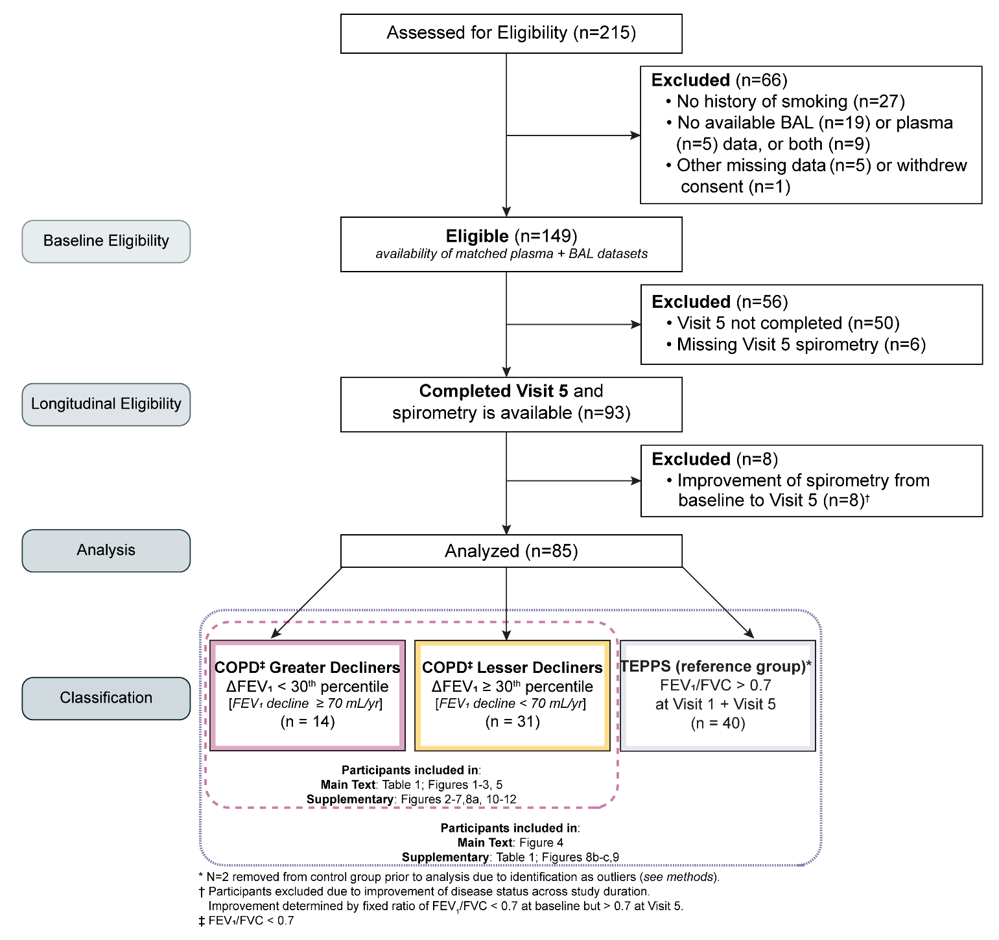 Assessed for Eligibility (n=215)
Excluded (n=66)
• No history of smoking (n=27)
• No available BAL (n=19) or plasma
(n=5) data, or both (n=9)
• Other missing data (n=5) or withdrew
consent (n=1)
Baseline Eligibility
Eligible (n=149)
availability of matched plasma + BAL datasets
Excluded (n=56)
• Visit 5 not completed (n=50)
• Missing Visit 5 spirometry (n=6)
Longitudinal Eligibility
Completed Visit 5 and
spirometry is available (n=93)
Excluded (n=8)
• Improvement of spirometry from
baseline to Visit 5 (n=8)†
Analysis
Analyzed (n=85)
Classification
COPD‡ Greater Decliners
ΔFEV₁ < 30th percentile
[FEV₁ decline ≥ 70 mL/yr]
(n = 14)
COPD‡ Lesser Decliners
ΔFEV₁ ≥ 30th percentile
[FEV₁ decline < 70 mL/yr]
(n = 31)
TEPPS (reference group)*
FEV₁/FVC > 0.7
at Visit 1 + Visit 5
(n = 40)
Participants included in:
Main Text: Table 1; Figures 1-3, 5
Supplementary: Figures 2-7,8a, 10-12
Participants included in:
Main Text: Figure 4
Supplementary: Table 1; Figures 8b-c,9
* N=2 removed from control group prior to analysis due to identification as outliers (see methods).
† Participants excluded due to improvement of disease status across study duration.
Improvement determined by fixed ratio of FEV₁/FVC < 0.7 at baseline but > 0.7 at Visit 5.
‡ FEV₁/FVC < 0.7